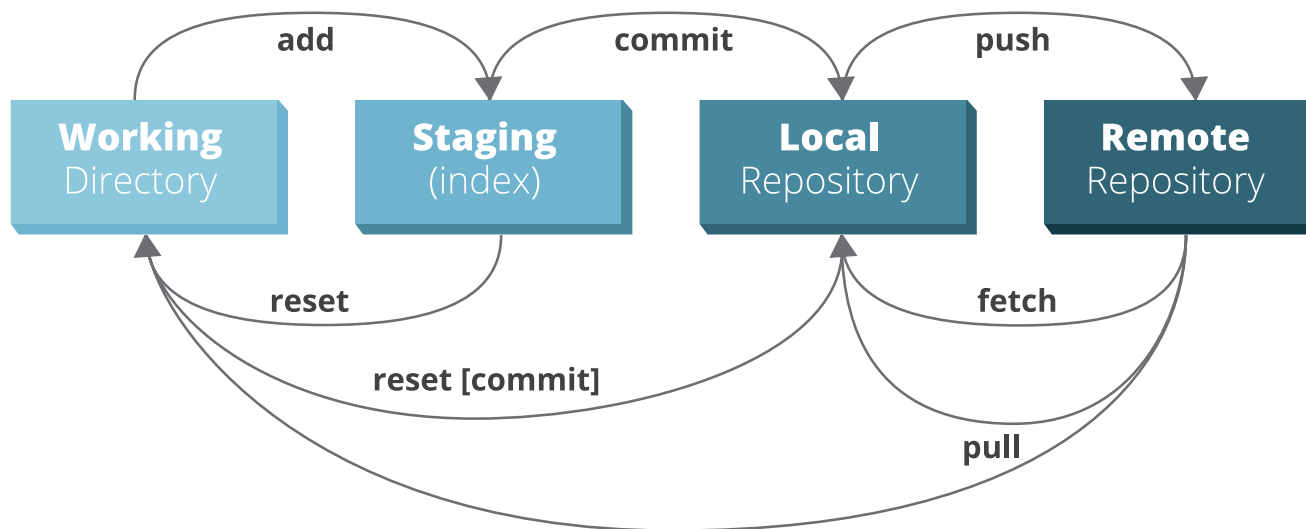 add
commit
push
Working
Directory
Staging
(index)
Local
Repository
Remote
Repository
reset
fetch
reset [commit]
pull